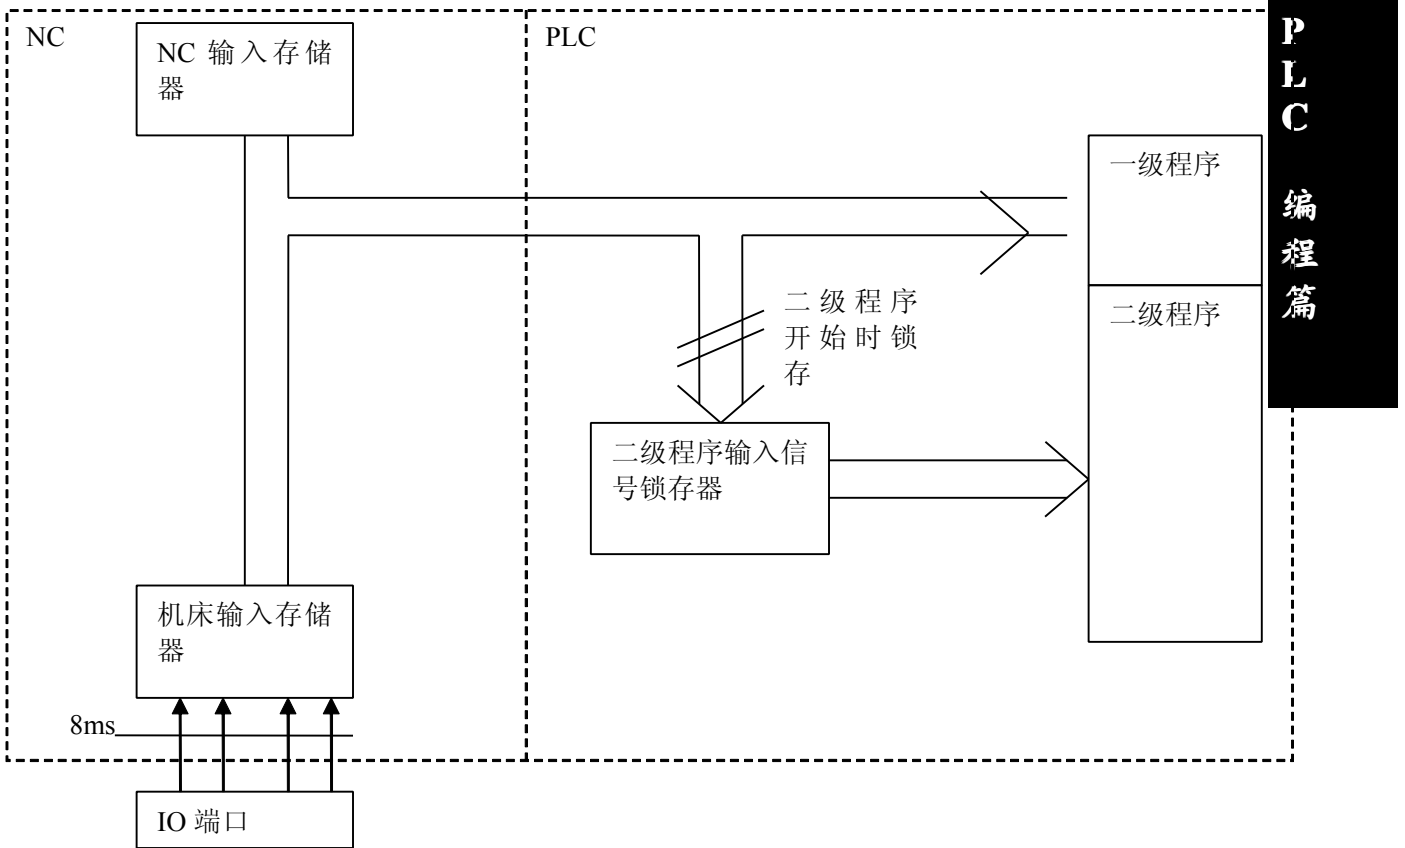 NC
NC 输入存储
器
PLC
PLC 编程篇
一级程序
二级程序
二级程序
开始时锁
存
二级程序输入信
号锁存器
机床输入存储
器
8ms
IO 端口